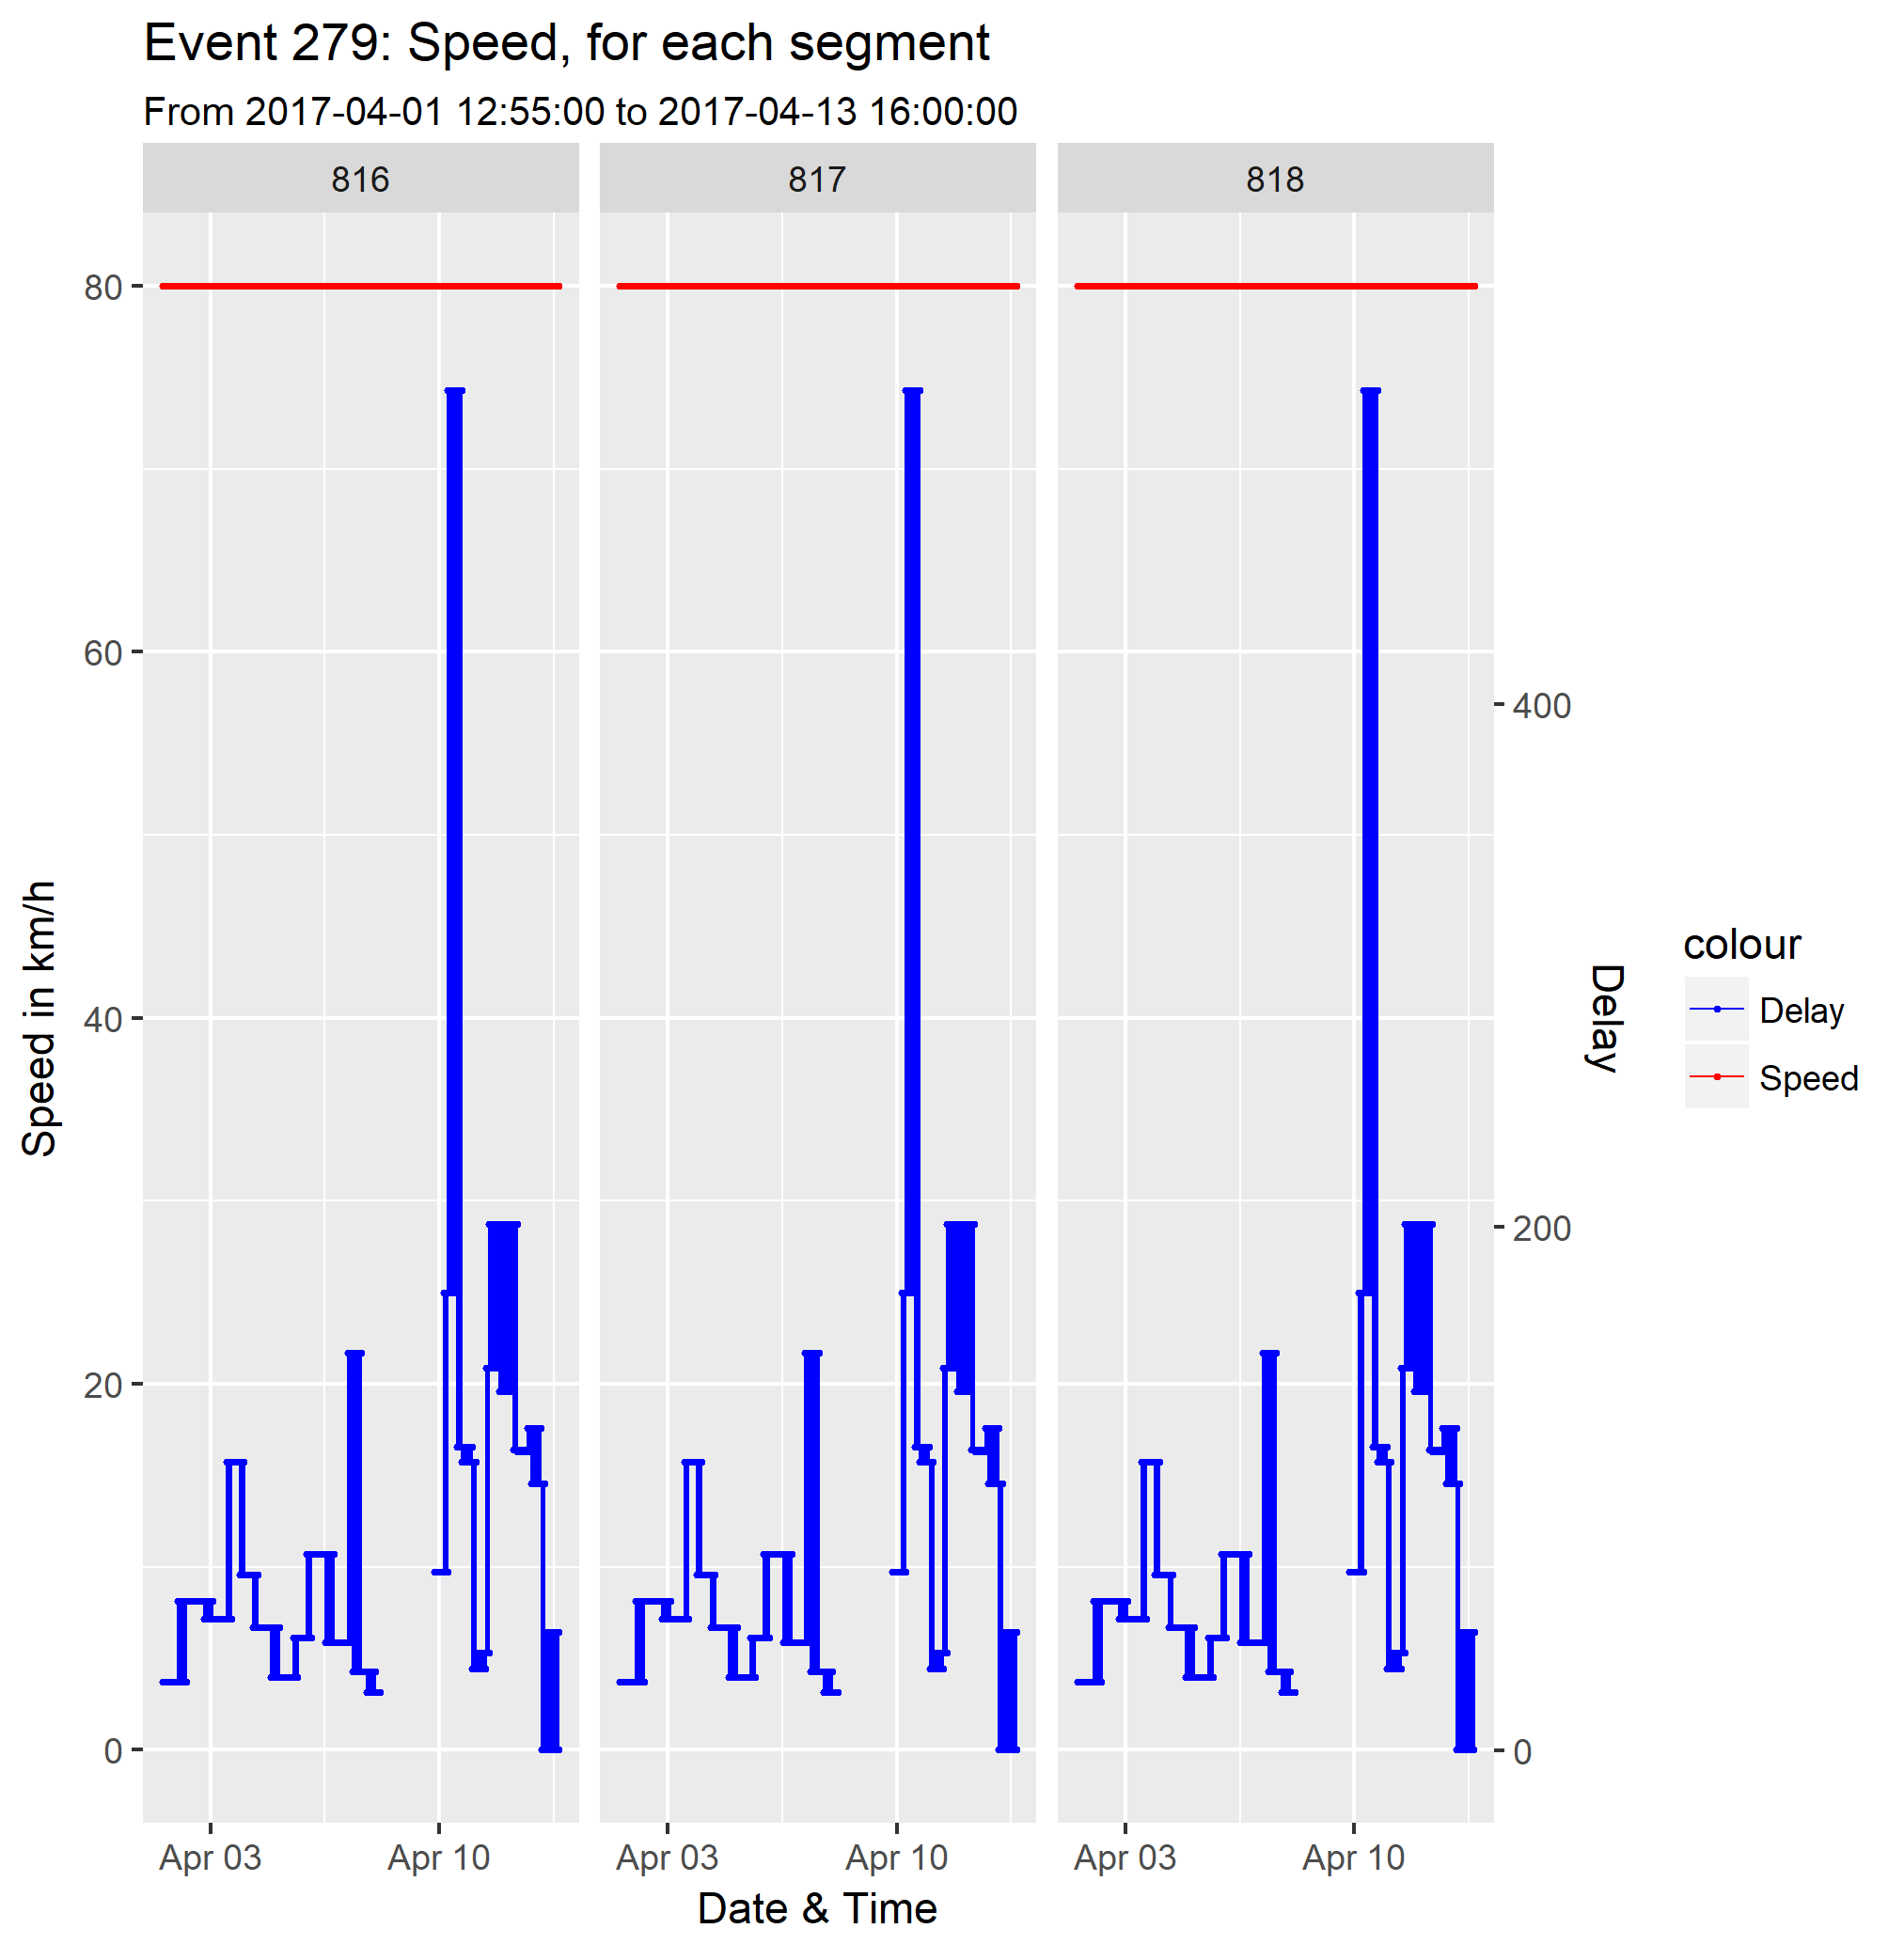 Event 279: Speed, for each segment
From 2017-04-01 12:55:00 to 2017-04-13 16:00:00
816 817 818
80
60
40
20
0
Speed in km/h
400
200
0
Delay
colour
Delay
Speed
Apr 03 Apr 10 Apr 03 Apr 10 Apr 03 Apr 10
Date & Time